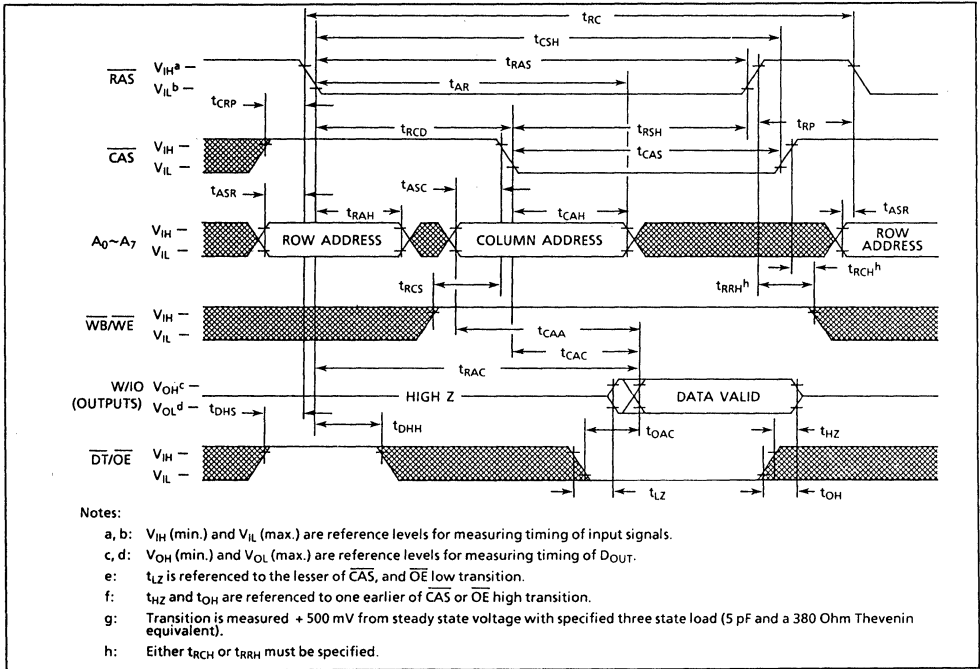 tRC
tCSH
RAS VIHa –
VILb –
tRAS
tAR
tCRP
tRCD
tRSH
tRP
CAS VIH –
VIL –
tCAS
tASR
tASC
tRAH
tCAH
tASR
A0~A7 VIH –
VIL –
ROW ADDRESS
COLUMN ADDRESS
ROW ADDRESS
tRCS
tRRHh
tRCHh
WB/WE VIH –
VIL –
tCAA
tCAC
tRAC
W/IO (OUTPUTS) VOHc –
VOLd –
HIGH Z
DATA VALID
tDHS
tDHH
tOAC
tHZ
DT/OE VIH –
VIL –
tLZ
tOH
Notes:
a, b: VIH (min.) and VIL (max.) are reference levels for measuring timing of input signals.
c, d: VOH (min.) and VOL (max.) are reference levels for measuring timing of DOUT.
e: tLZ is referenced to the lesser of CAS, and OE low transition.
f: tHZ and tOH are referenced to one earlier of CAS or OE high transition.
g: Transition is measured + 500 mV from steady state voltage with specified three state load (5 pF and a 380 Ohm Thevenin
equivalent).
h: Either tRCH or tRRH must be specified.